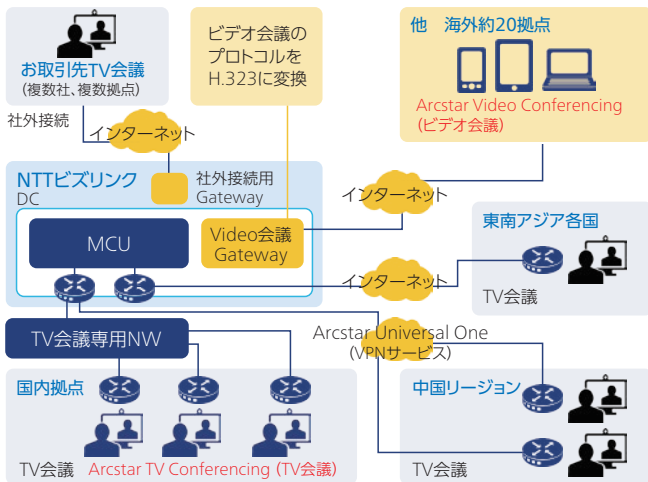 お取引先TV会議
(複数社、複数拠点)
社外接続
インターネット
ビデオ会議の
プロトコルを
H.323に変換
他　海外約20拠点
Arcstar Video Conferencing
(ビデオ会議)
NTTビズリンク
DC
社外接続用
Gateway
インターネット
MCU
Video会議
Gateway
東南アジア各国
インターネット
TV会議
TV会議専用NW
Arcstar Universal One
(VPNサービス)
国内拠点
中国リージョン
TV会議 Arcstar TV Conferencing (TV会議)
TV会議